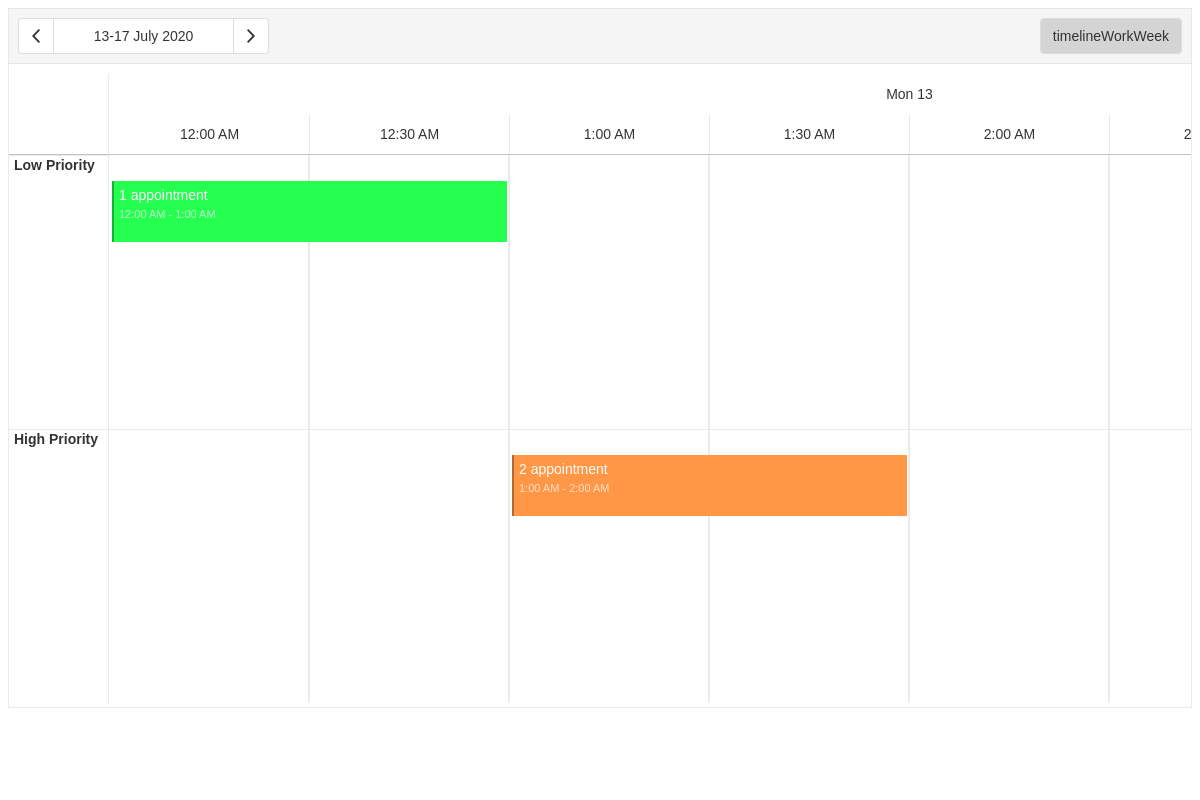 13-17 July 2020
timelineWorkWeek
Mon 13
12:00 AM
12:30 AM
1:00 AM
1:30 AM
2:00 AM
2
Low Priority
1 appointment
12:00 AM - 1:00 AM
High Priority
2 appointment
1:00 AM - 2:00 AM